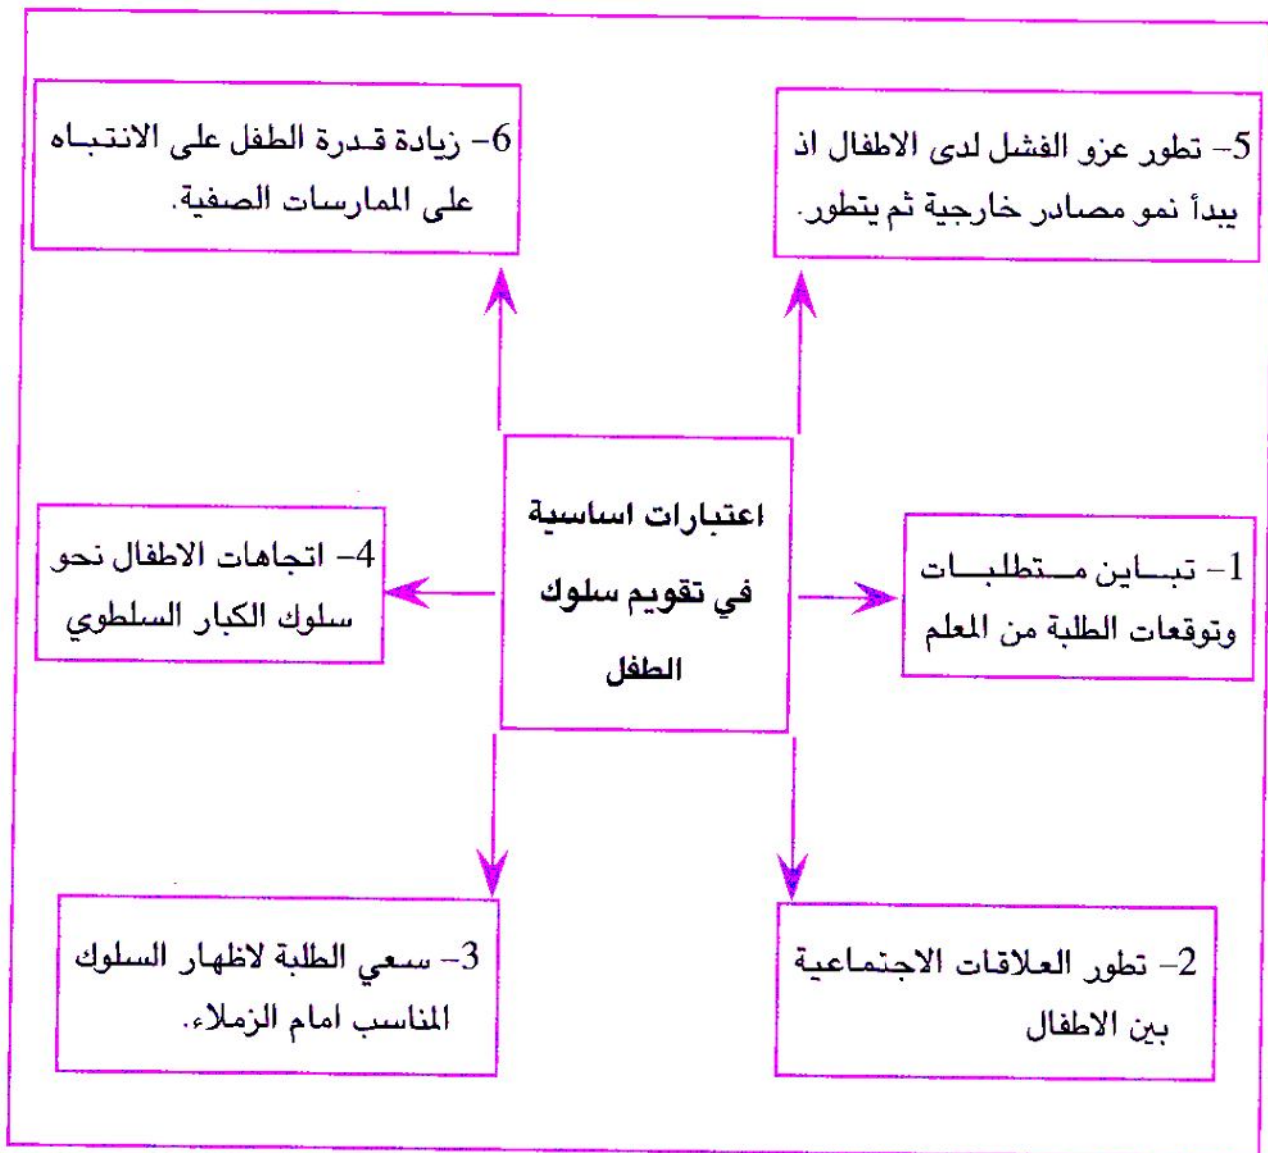 5- تطور عزو الفشل لدى الاطفال اذ
يبدأ نمو مصادر خارجية ثم يتطور.
6- زيادة قدرة الطفل على الانتباه
على الممارسات الصفية.
اعتبارات اساسية
في تقويم سلوك
الطفل
1- تباين متطلبات
وتوقعات الطلبة من المعلم
4- اتجاهات الاطفال نحو
سلوك الكبار السلطوي
2- تطور العلاقات الاجتماعية
بين الاطفال
3- سعي الطلبة لاظهار السلوك
المناسب امام الزملاء.